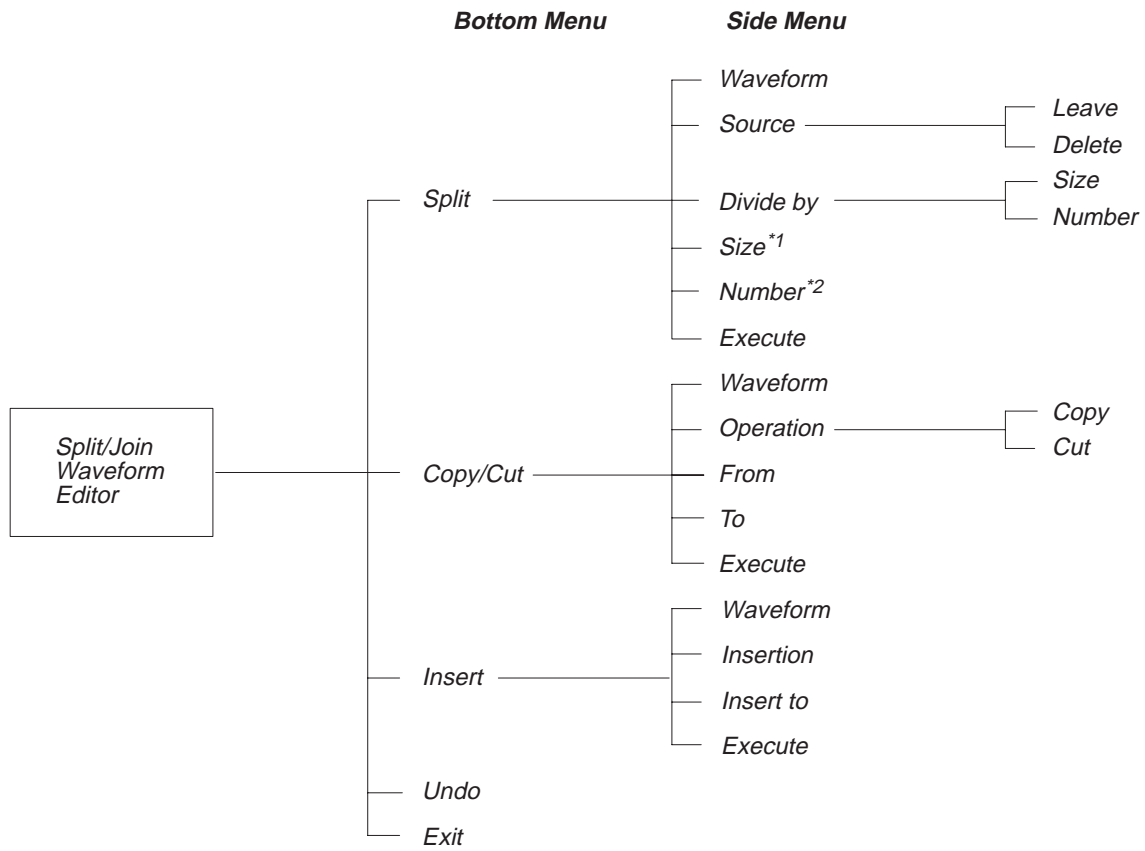 Bottom Menu
Side Menu
Split/Join
Waveform
Editor
Split
Waveform
Source
Leave
Delete
Divide by
Size
Number
Size*1
Number*2
Execute
Copy/Cut
Waveform
Operation
Copy
Cut
From
To
Execute
Insert
Waveform
Insertion
Insert to
Execute
Undo
Exit